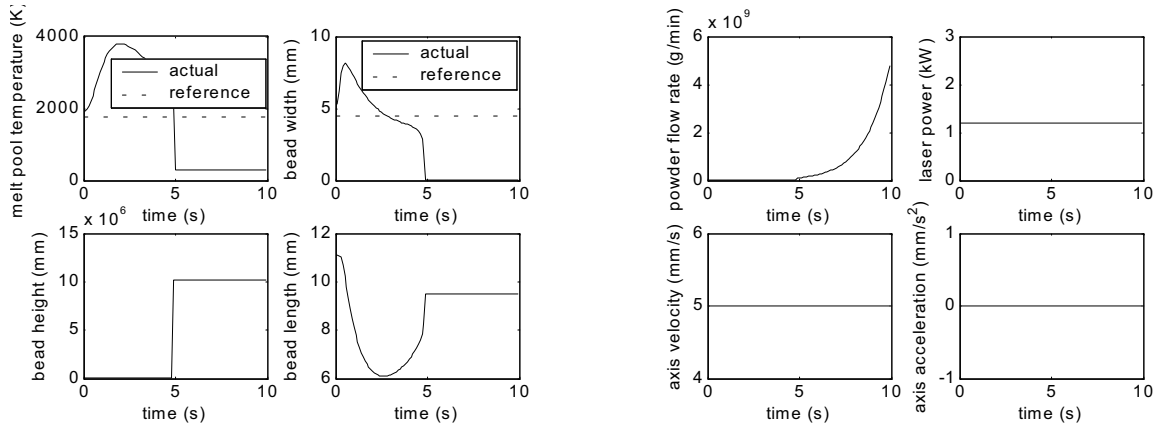 melt pool temperature (K)
4000
2000
0
0
5
10
time (s)
actual
reference
bead width (mm)
10
5
0
0
5
10
time (s)
actual
reference
powder flow rate (g/min)
x 10^9
6
4
2
0
0
5
10
time (s)
laser power (kW)
3
2
1
0
0
5
10
time (s)
bead height (mm)
x 10^6
15
10
5
0
0
5
10
time (s)
bead length (mm)
12
10
8
6
0
5
10
time (s)
axis velocity (mm/s)
6
5
4
0
5
10
time (s)
axis acceleration (mm/s²)
1
0
-1
0
5
10
time (s)